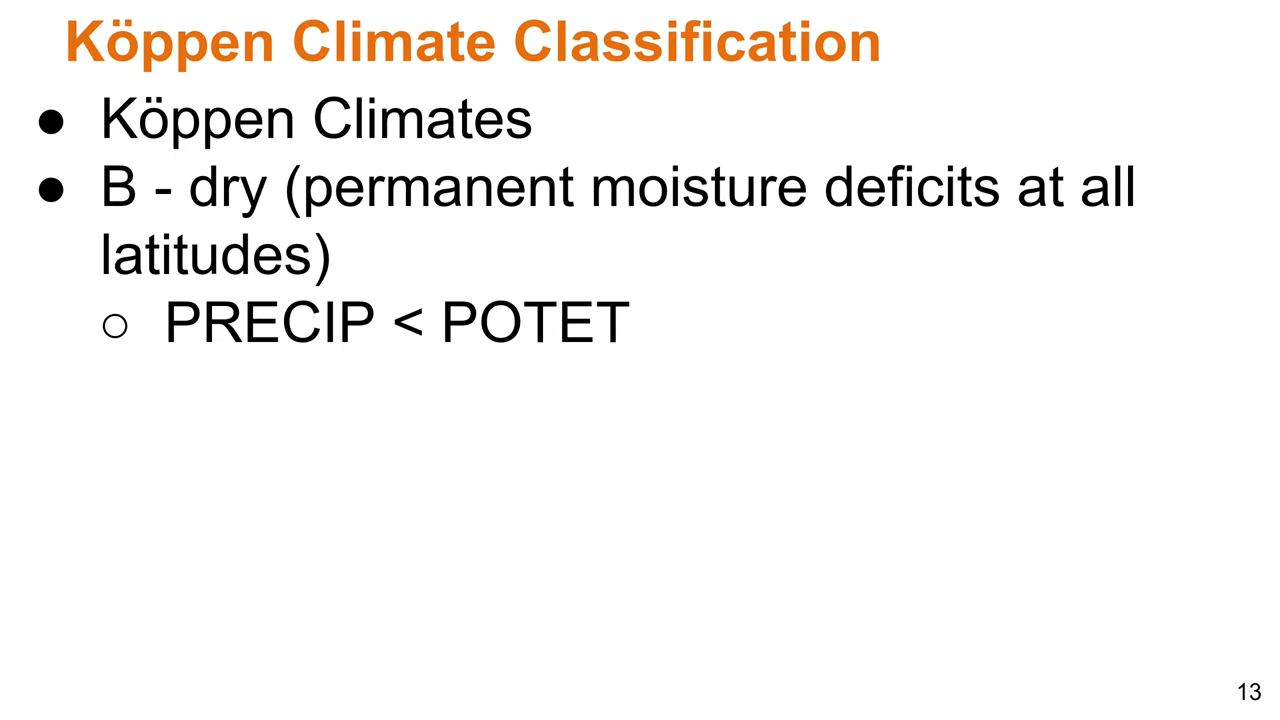 Köppen Climate Classification
● Köppen Climates
● B - dry (permanent moisture deficits at all
latitudes)
○ PRECIP < POTET
13